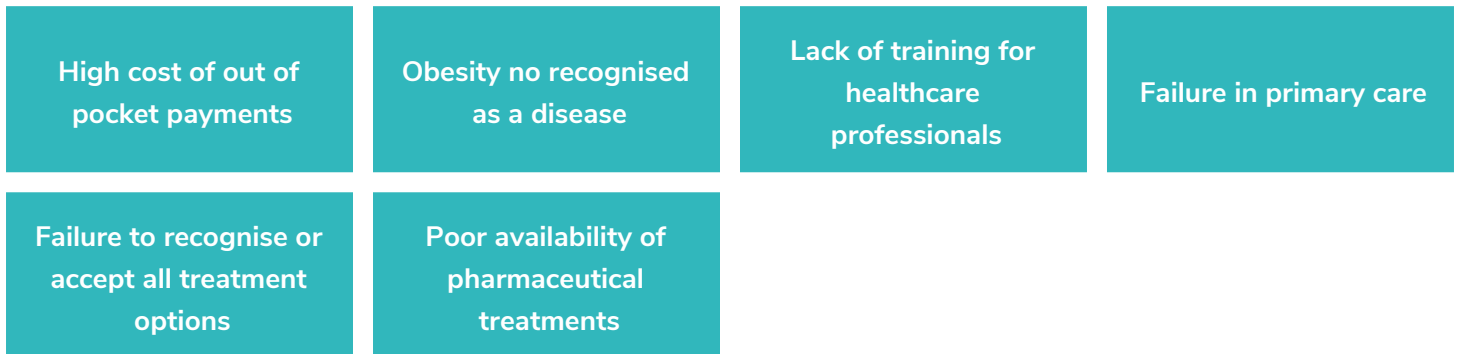 High cost of out of
pocket payments
Obesity no recognised
as a disease
Lack of training for
healthcare
professionals
Failure in primary care
Failure to recognise or
accept all treatment
options
Poor availability of
pharmaceutical
treatments